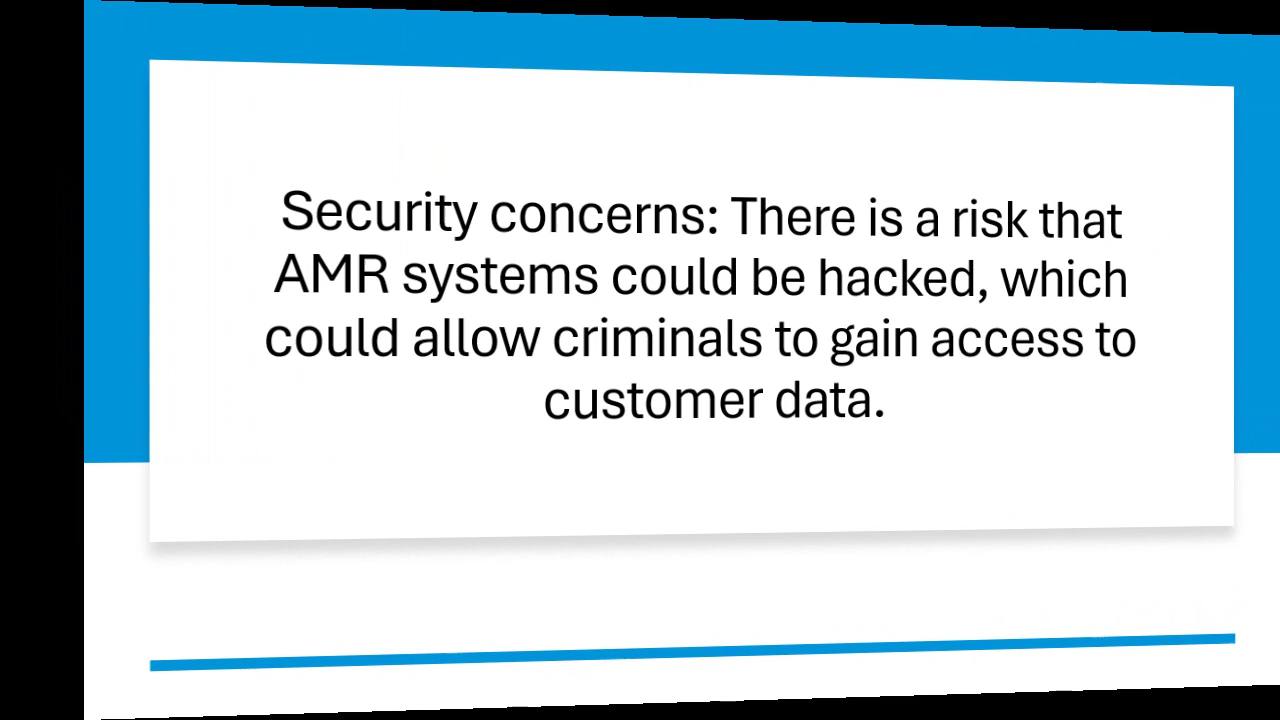 Security concerns: There is a risk that
AMR systems could be hacked, which
could allow criminals to gain access to
customer data.